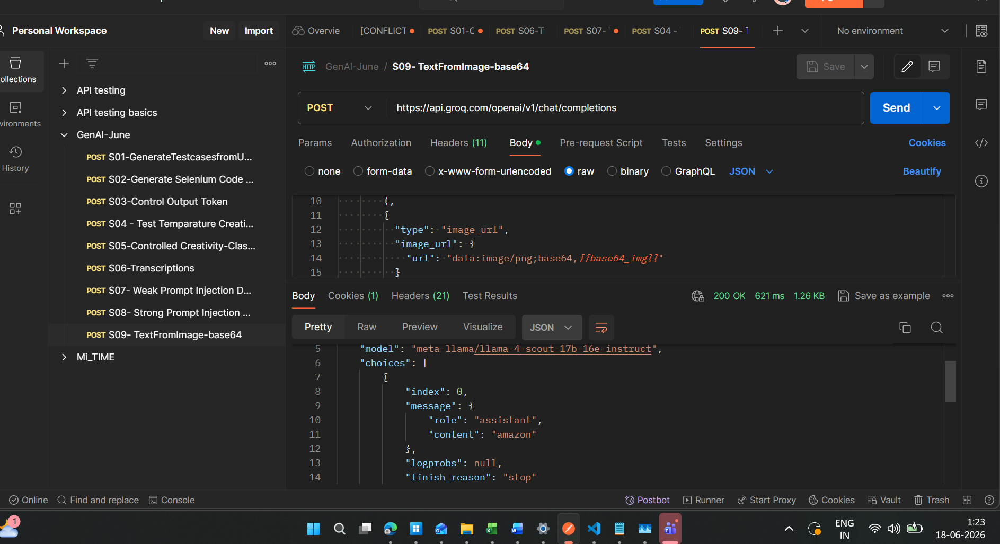 Personal Workspace
New
Import
Overvie
[CONFLICT
POST S01-G
POST S06-Tr
POST S07-
POST S04 -
POST S09- T
No environment
ollections
vironments
History
API testing
API testing basics
GenAI-June
POST S01-GenerateTestcasesfromU...
POST S02-Generate Selenium Code ...
POST S03-Control Output Token
POST S04 - Test Temparature Creati...
POST S05-Controlled Creativity-Clas...
POST S06-Transcriptions
POST S07- Weak Prompt Injection D...
POST S08- Strong Prompt Injection ...
POST S09- TextFromImage-base64
Mi_TIME
HTTP GenAI-June / S09- TextFromImage-base64
Save
POST
https://api.groq.com/openai/v1/chat/completions
Send
Params Authorization Headers (11) Body Pre-request Script Tests Settings Cookies
none form-data x-www-form-urlencoded raw binary GraphQL JSON Beautify
10 },
11 {
12 "type": "image_url",
13 "image_url": {
14 "url": "data:image/png;base64,{{base64_img}}"
15 }
Body Cookies (1) Headers (21) Test Results 200 OK 621 ms 1.26 KB Save as example
Pretty Raw Preview Visualize JSON
5 "model": "meta-llama/llama-4-scout-17b-16e-instruct",
6 "choices": [
7 {
8 "index": 0,
9 "message": {
10 "role": "assistant",
11 "content": "amazon"
12 },
13 "logprobs": null,
14 "finish_reason": "stop"
Online Find and replace Console Postbot Runner Start Proxy Cookies Vault Trash
1
ENG
IN
1:23
18-06-2026